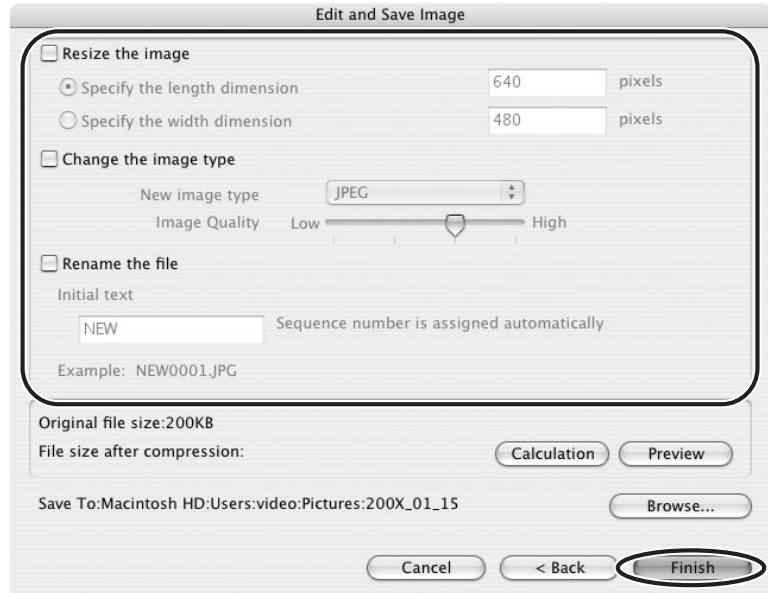 Edit and Save Image
Resize the image
Specify the length dimension 640 pixels
Specify the width dimension 480 pixels
Change the image type
New image type JPEG
Image Quality Low High
Rename the file
Initial text
NEW Sequence number is assigned automatically
Example: NEW0001.JPG
Original file size:200KB
File size after compression: Calculation Preview
Save To:Macintosh HD:Users:video:Pictures:200X_01_15 Browse...
Cancel < Back Finish